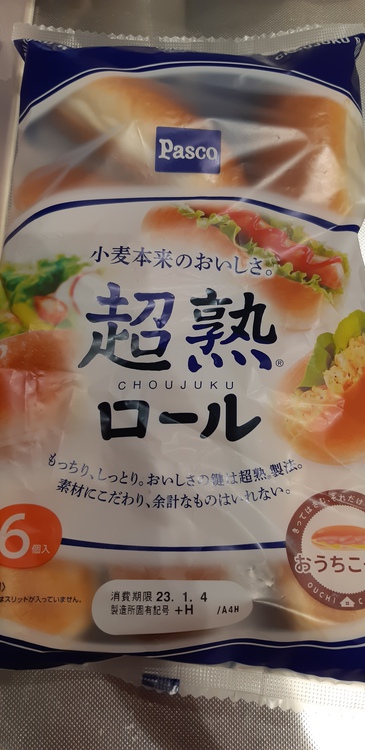 Pasco
小麦本来のおいしさ。
超熟®
CHOUJUKU
ロール
もっちり、しっとり。おいしさの鍵は超熟®製法。
素材にこだわり、余計なものはいれない。
6個入
はスリットが入っていません。
消費期限 23. 1. 4
製造所固有記号 +H /A4H
おうちこ
OUCHI